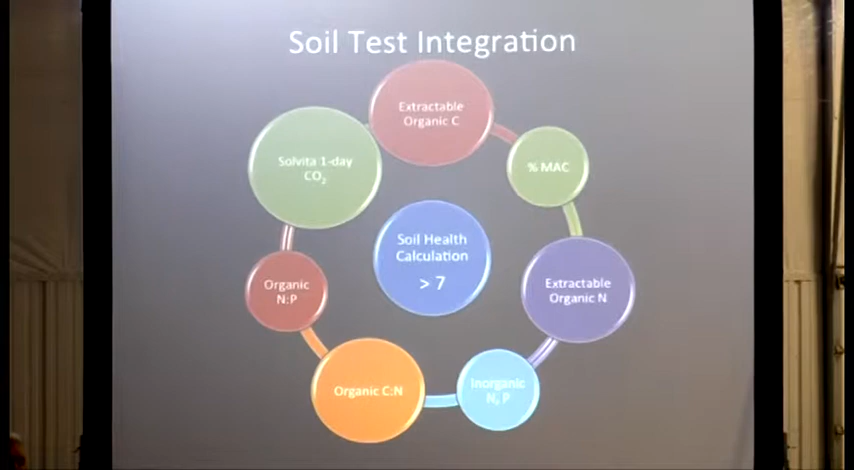 Soil Test Integration
Extractable
Organic C
% MAC
Extractable
Organic N
Inorganic
N, P
Organic C:N
Organic
N:P
Solvita 1-day
CO₂
Soil Health
Calculation
> 7